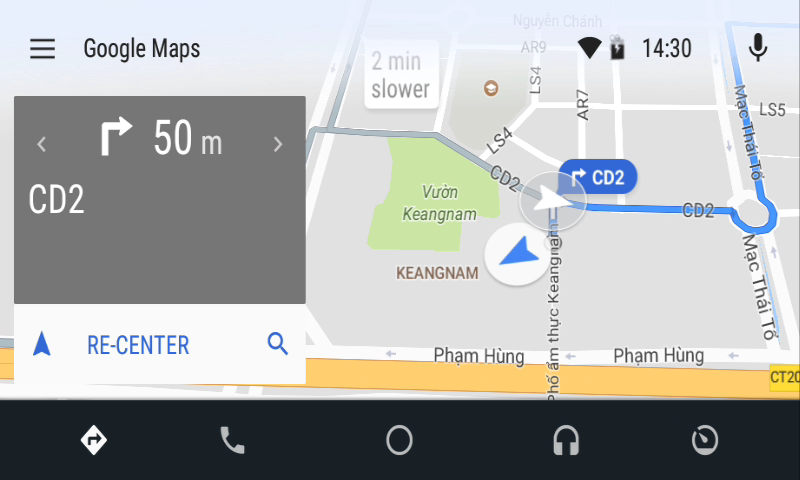 Google Maps
14:30
50 m
CD2
RE-CENTER
2 min
slower
Nguyễn Chánh
AR9
LS4
AR7
LS4
LS5
Mạc Thái Tổ
CD2
CD2
CD2
Vườn
Keangnam
KEANGNAM
Phố ẩm thực Keangnam
Mạc Thái Tổ
Phạm Hùng
Phạm Hùng
CT20